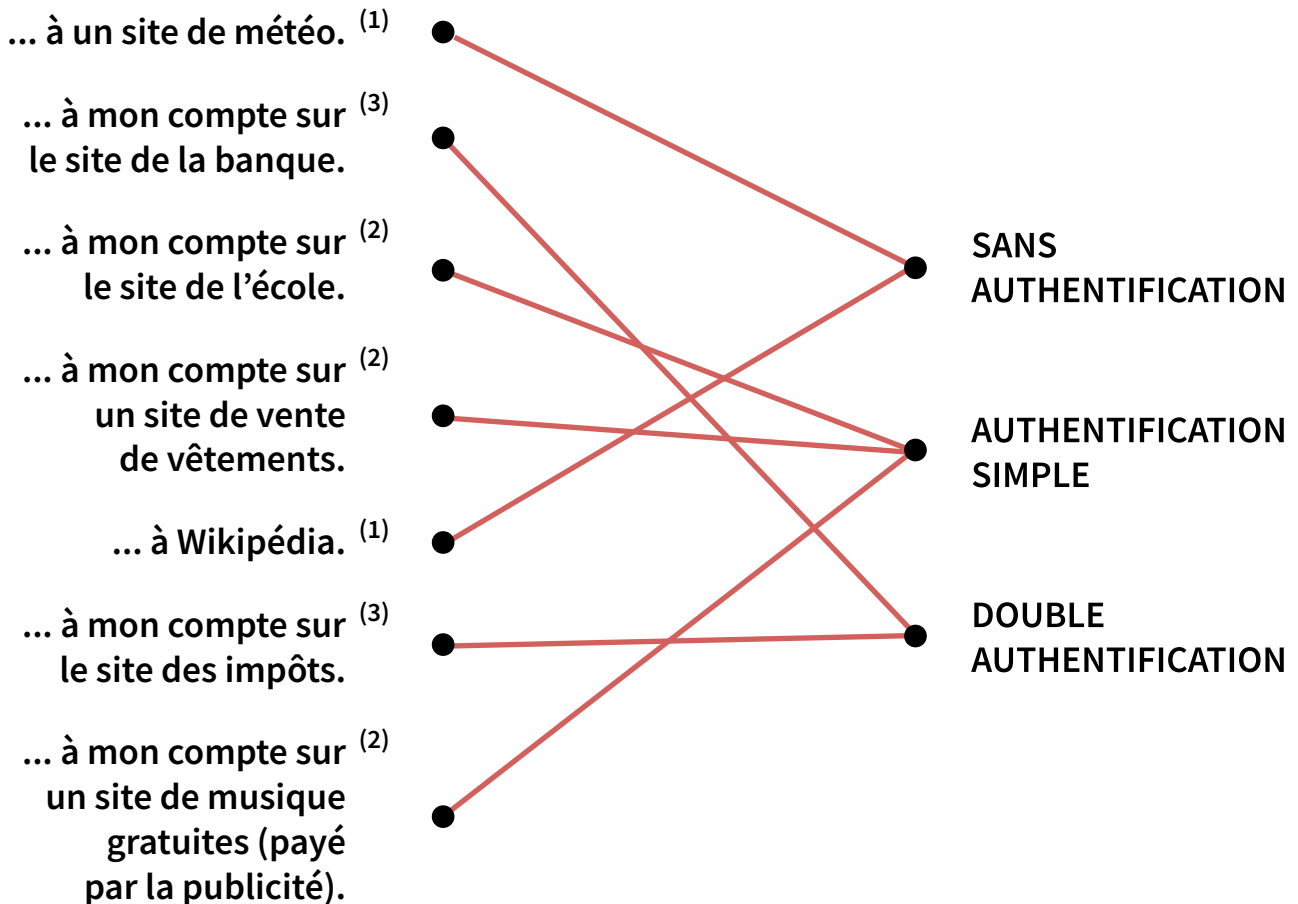 ... à un site de météo. (1)
... à mon compte sur (3)
le site de la banque.
... à mon compte sur (2)
le site de l’école.
... à mon compte sur (2)
un site de vente
de vêtements.
... à Wikipédia. (1)
... à mon compte sur (3)
le site des impôts.
... à mon compte sur (2)
un site de musique
gratuites (payé
par la publicité).
SANS
AUTHENTIFICATION
AUTHENTIFICATION
SIMPLE
DOUBLE
AUTHENTIFICATION